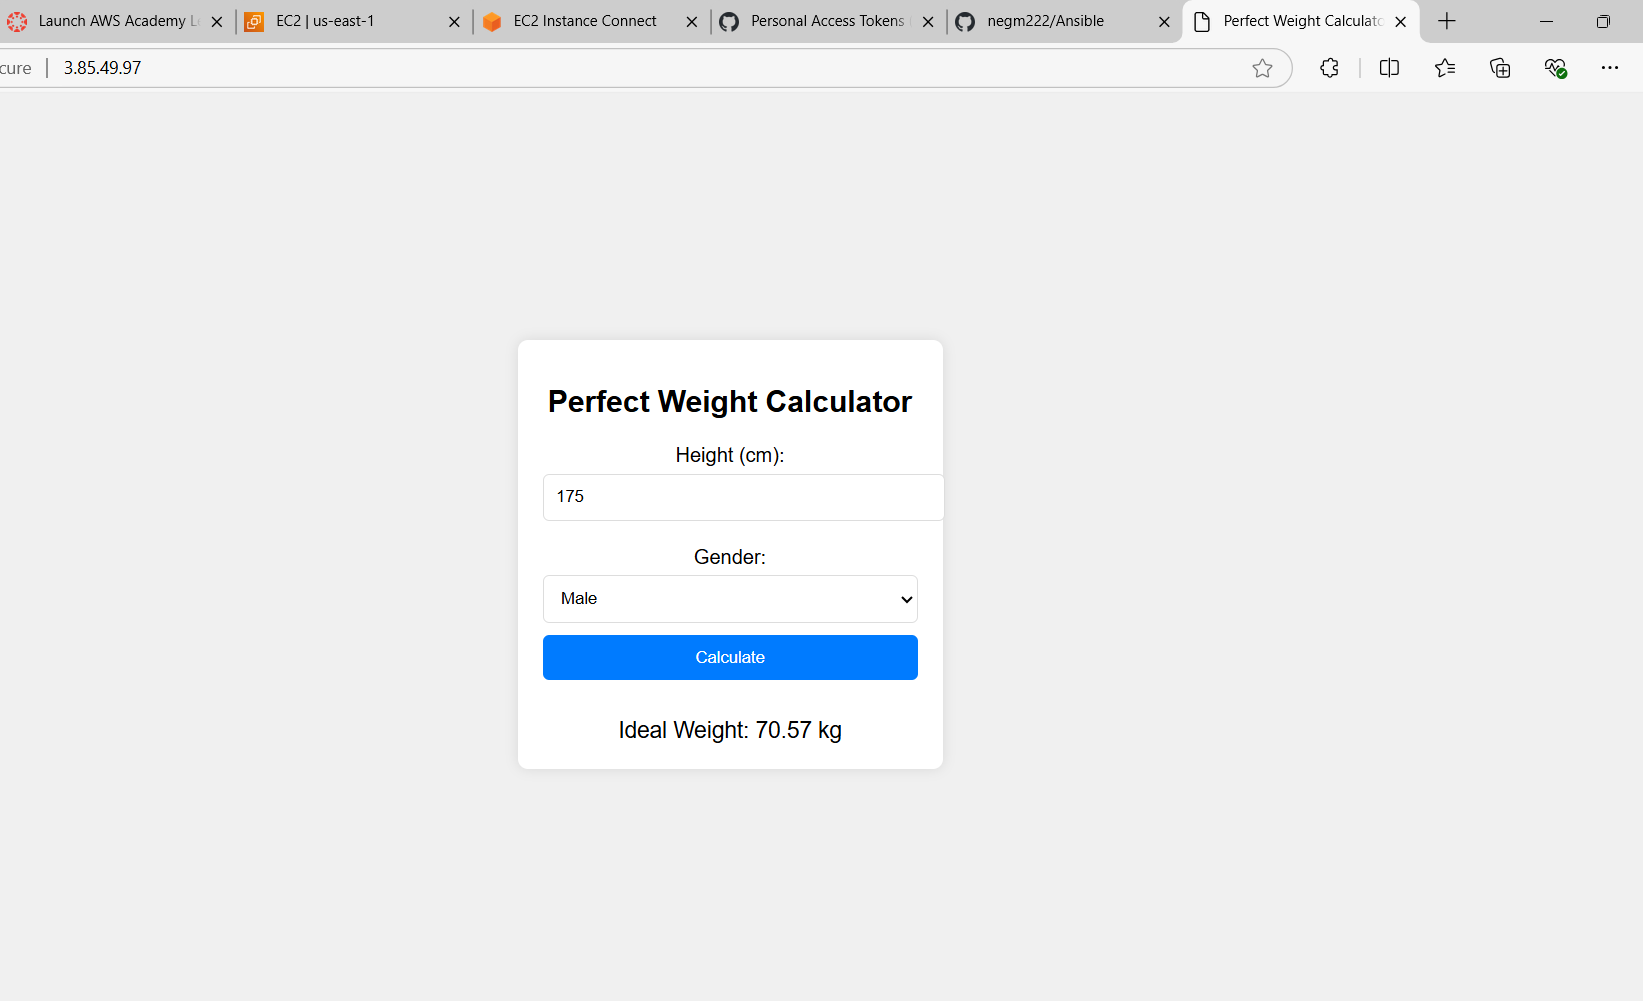 Launch AWS Academy L
EC2 | us-east-1
EC2 Instance Connect
Personal Access Tokens
negm222/Ansible
Perfect Weight Calculato
cure
3.85.49.97
Perfect Weight Calculator
Height (cm):
175
Gender:
Male
Calculate
Ideal Weight: 70.57 kg